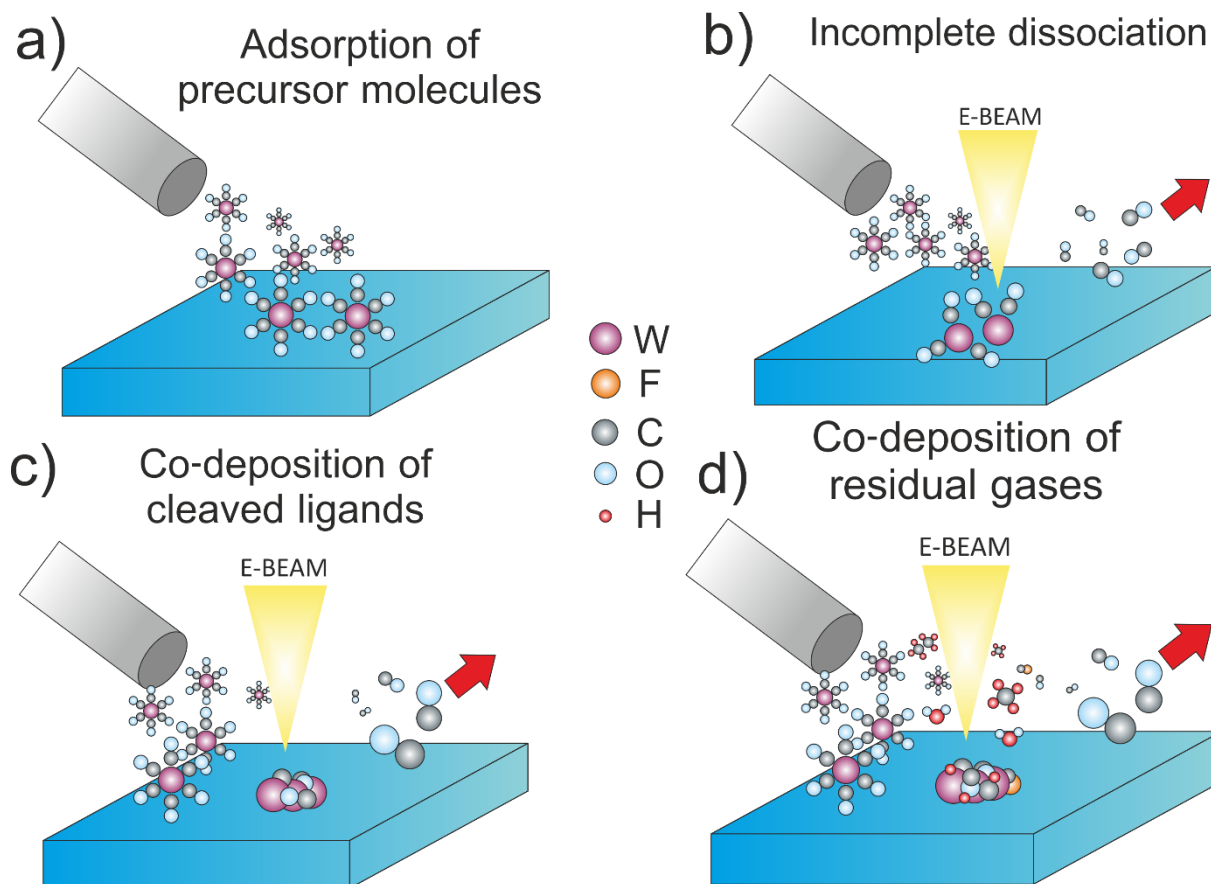 a)
Adsorption of
precursor molecules
b)
Incomplete dissociation
E-BEAM
W
F
C
O
H
c)
Co-deposition of
cleaved ligands
E-BEAM
d)
Co-deposition of
residual gases
E-BEAM